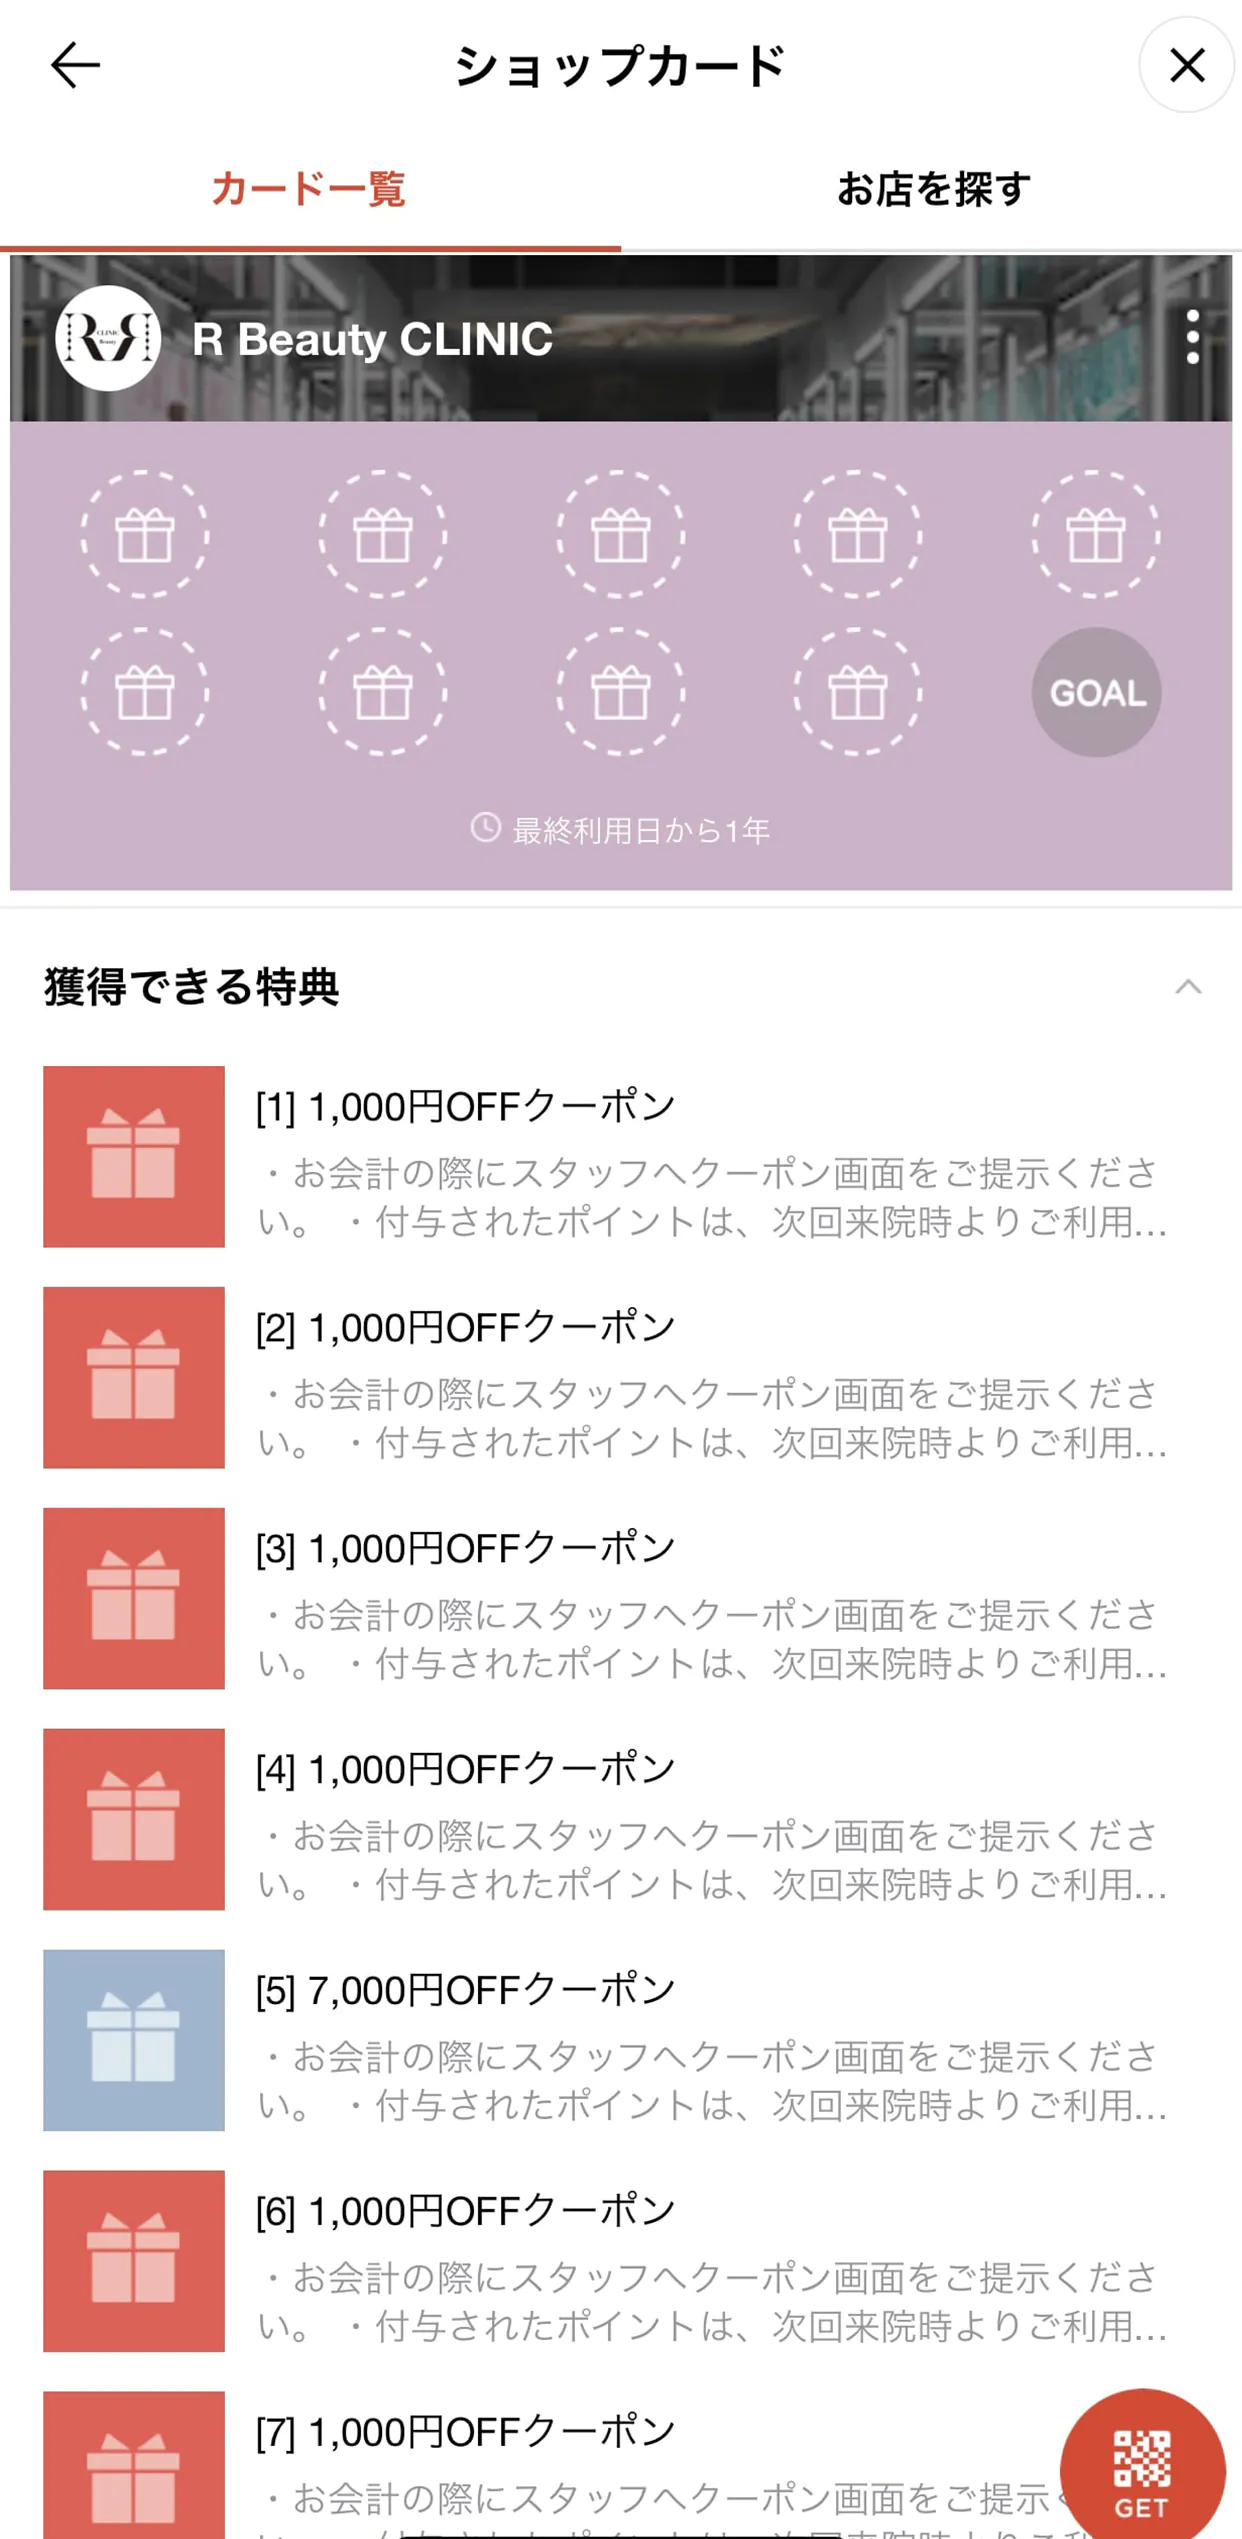 ショップカード
カード一覧
お店を探す
R CLINIC Beauty R
R Beauty CLINIC
GOAL
最終利用日から1年
獲得できる特典
[1] 1,000円OFFクーポン
・お会計の際にスタッフへクーポン画面をご提示くださ
い。 ・付与されたポイントは、次回来院時よりご利用...
[2] 1,000円OFFクーポン
・お会計の際にスタッフへクーポン画面をご提示くださ
い。 ・付与されたポイントは、次回来院時よりご利用...
[3] 1,000円OFFクーポン
・お会計の際にスタッフへクーポン画面をご提示くださ
い。 ・付与されたポイントは、次回来院時よりご利用...
[4] 1,000円OFFクーポン
・お会計の際にスタッフへクーポン画面をご提示くださ
い。 ・付与されたポイントは、次回来院時よりご利用...
[5] 7,000円OFFクーポン
・お会計の際にスタッフへクーポン画面をご提示くださ
い。 ・付与されたポイントは、次回来院時よりご利用...
[6] 1,000円OFFクーポン
・お会計の際にスタッフへクーポン画面をご提示くださ
い。 ・付与されたポイントは、次回来院時よりご利用...
[7] 1,000円OFFクーポン
・お会計の際にスタッフへクーポン画面をご提示
GET